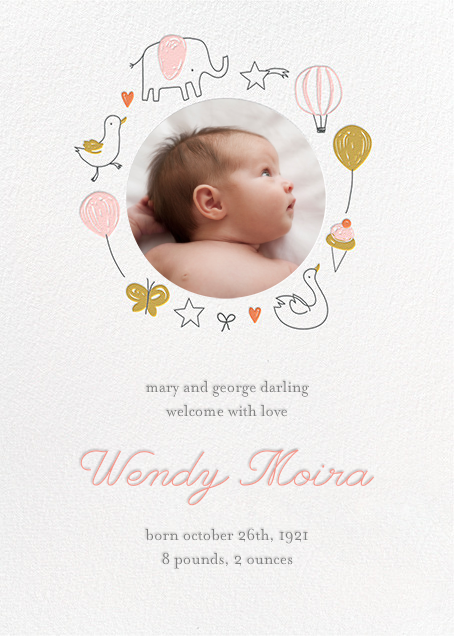 mary and george darling
welcome with love
Wendy Moira
born october 26th, 1921
8 pounds, 2 ounces